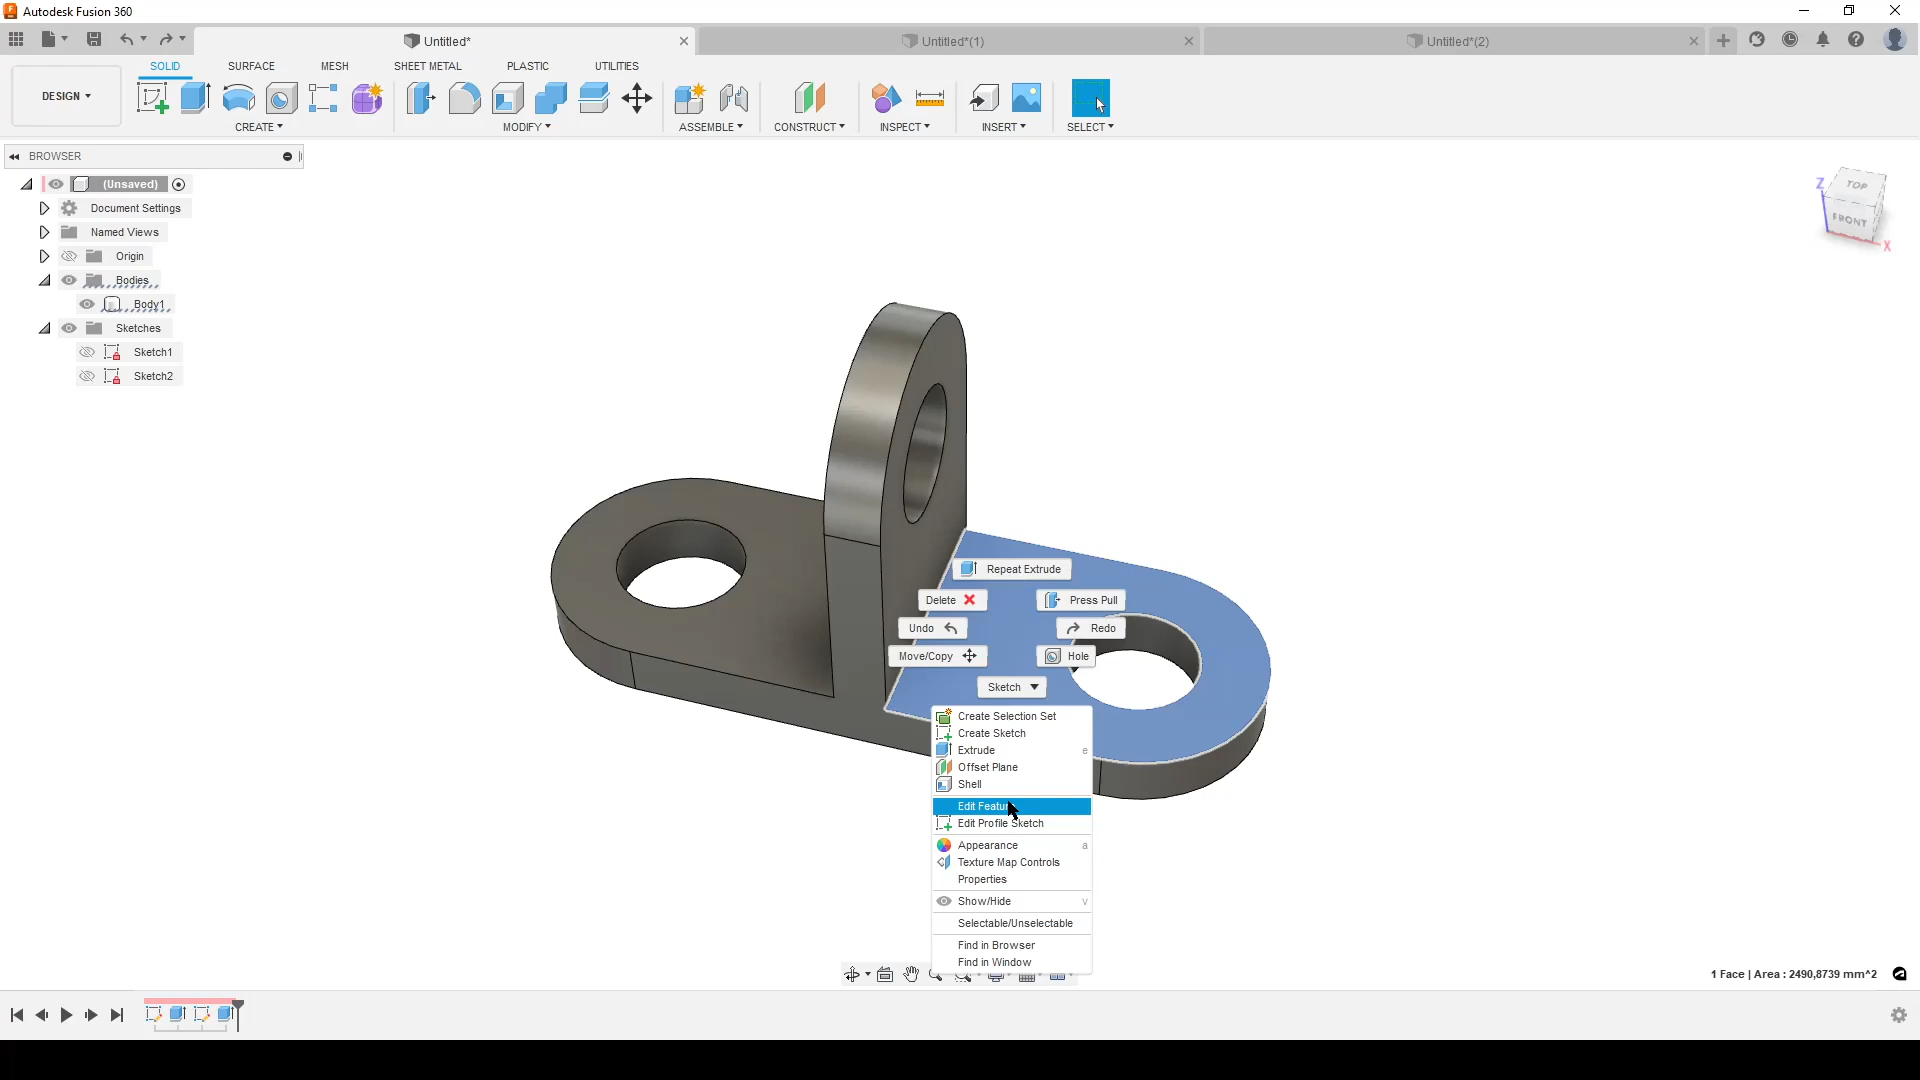 Autodesk Fusion 360
Untitled*
Untitled*(1)
Untitled*(2)
DESIGN
SOLID
SURFACE
MESH
SHEET METAL
PLASTIC
UTILITIES
CREATE
MODIFY
ASSEMBLE
CONSTRUCT
INSPECT
INSERT
SELECT
BROWSER
(Unsaved)
Document Settings
Named Views
Origin
Bodies
Body1
Sketches
Sketch1
Sketch2
TOP
FRONT
Z
X
Repeat Extrude
Delete
Press Pull
Undo
Redo
Move/Copy
Hole
Sketch
Create Selection Set
Create Sketch
Extrude e
Offset Plane
Shell
Edit Featu
Edit Profile Sketch
Appearance a
Texture Map Controls
Properties
Show/Hide v
Selectable/Unselectable
Find in Browser
Find in Window
1 Face | Area : 2490,8739 mm^2